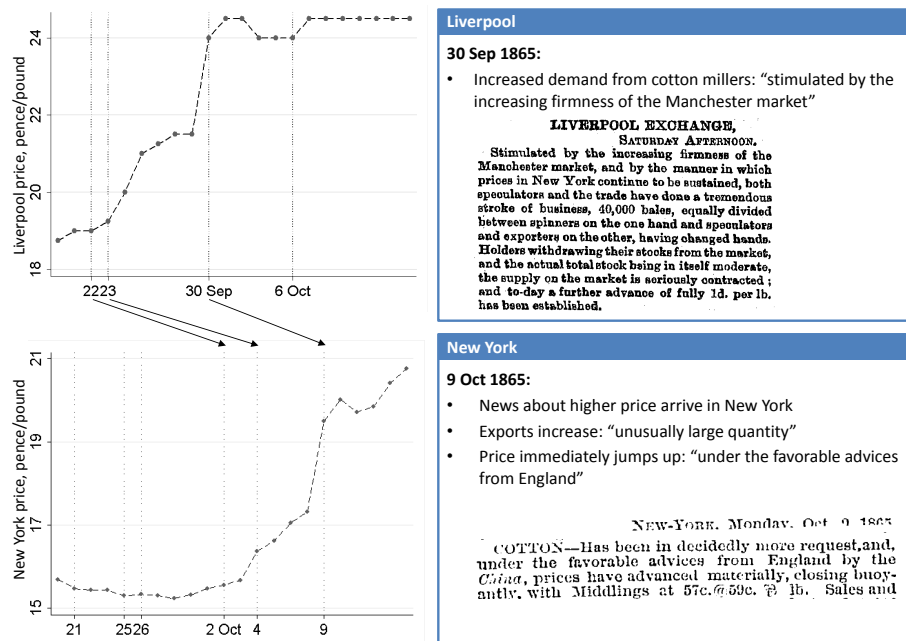 Liverpool price, pence/pound
24
22
20
18
2223
30 Sep
6 Oct
New York price, pence/pound
21
19
17
15
21
2526
2 Oct
4
9
Liverpool
30 Sep 1865:
• Increased demand from cotton millers: “stimulated by the
increasing firmness of the Manchester market”
LIVERPOOL EXCHANGE,
SATURDAY AFTERNOON.
Stimulated by the increasing firmness of the
Manchester market, and by the manner in which
prices in New York continue to be sustained, both
speculators and the trade have done a tremendous
stroke of business, 40,000 bales, equally divided
between spinners on the one hand and speculators
and exporters on the other, having changed hands.
Holders withdrawing their stocks from the market,
and the actual total stock being in itself moderate,
the supply on the market is seriously contracted ;
and to-day a further advance of fully 1d. per lb.
has been established.
New York
9 Oct 1865:
• News about higher price arrive in New York
• Exports increase: “unusually large quantity”
• Price immediately jumps up: “under the favorable advices
from England”
NEW-YORK, Monday, Oct. 9, 1865
COTTON—Has been in decidedly more request, and,
under the favorable advices from England by the
China, prices have advanced materially, closing buoy-
antly, with Middlings at 57c.@59c. ℔ lb. Sales and